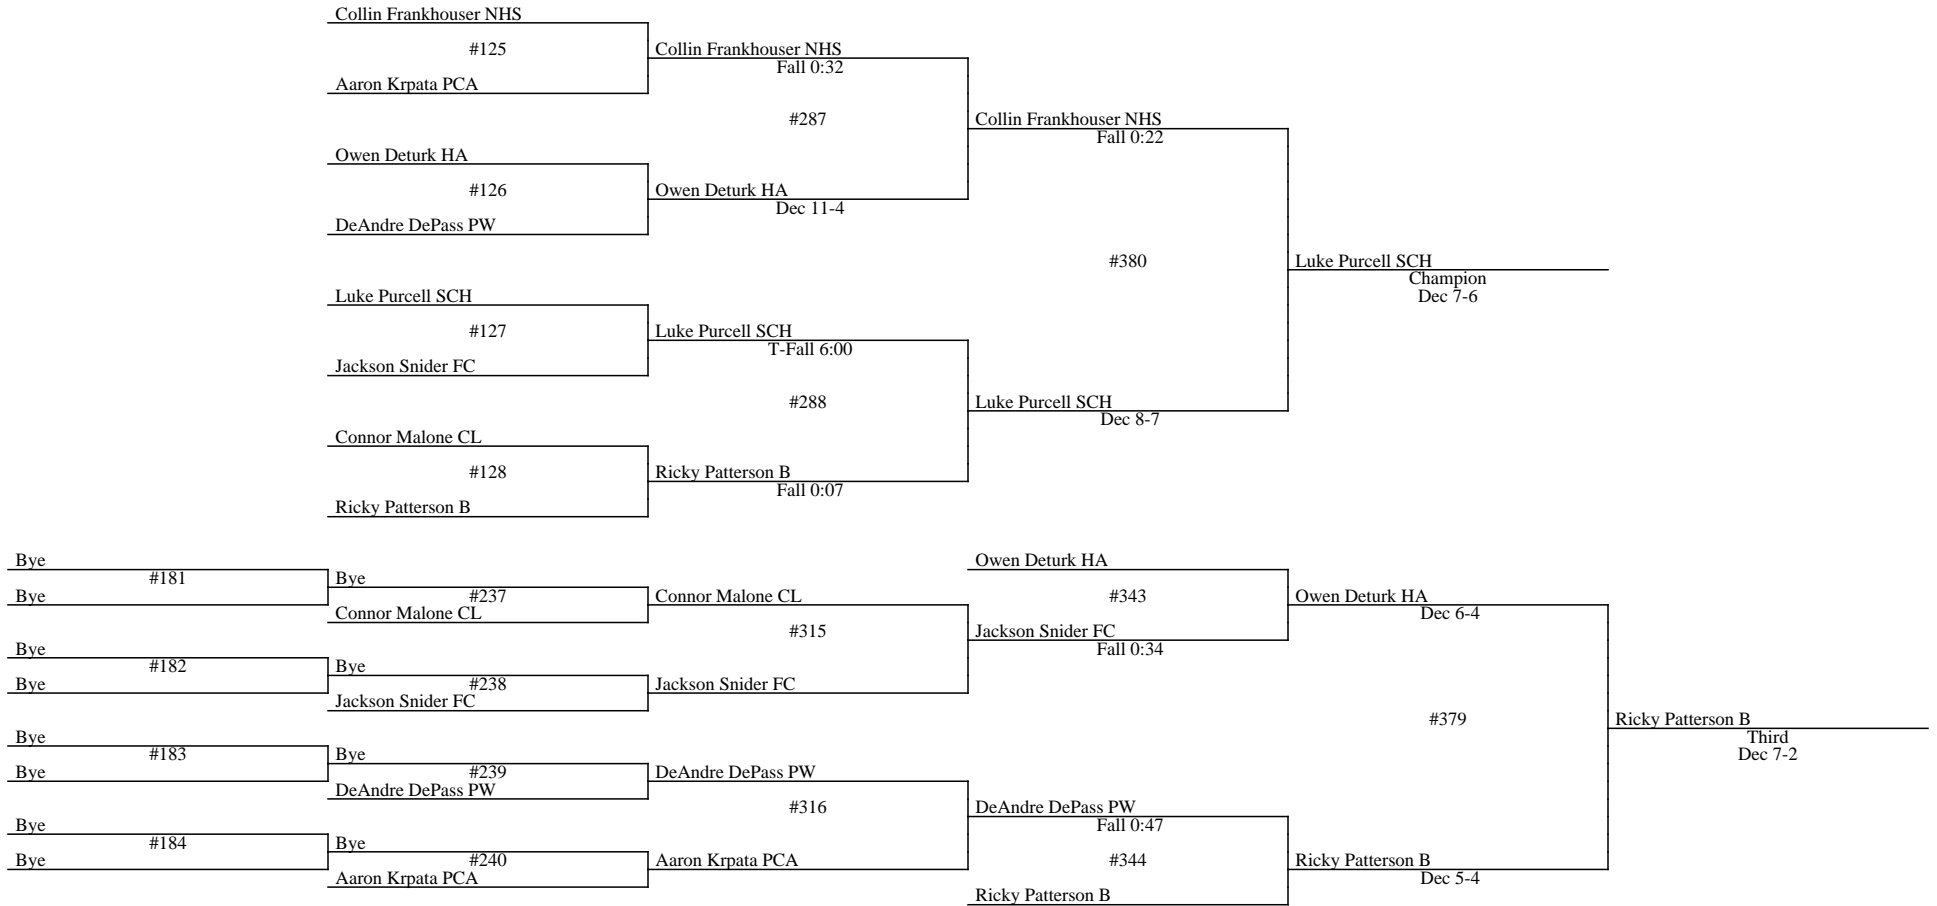 Collin Frankhouser NHS
#125
Aaron Krpata PCA
Collin Frankhouser NHS
Fall 0:32
#287
Owen Deturk HA
#126
DeAndre DePass PW
Owen Deturk HA
Dec 11-4
Collin Frankhouser NHS
Fall 0:22
#380
Luke Purcell SCH
#127
Jackson Snider FC
Luke Purcell SCH
T-Fall 6:00
#288
Connor Malone CL
#128
Ricky Patterson B
Ricky Patterson B
Fall 0:07
Luke Purcell SCH
Dec 8-7
Luke Purcell SCH
Champion
Dec 7-6
Bye
#181
Bye
Bye
#237
Connor Malone CL
Connor Malone CL
#315
Bye
#182
Bye
Bye
#238
Jackson Snider FC
Jackson Snider FC
Owen Deturk HA
#343
Jackson Snider FC
Fall 0:34
Owen Deturk HA
Dec 6-4
#379
Bye
#183
Bye
Bye
#239
DeAndre DePass PW
DeAndre DePass PW
#316
Bye
#184
Bye
Bye
#240
Aaron Krpata PCA
Aaron Krpata PCA
DeAndre DePass PW
Fall 0:47
#344
Ricky Patterson B
Ricky Patterson B
Dec 5-4
Ricky Patterson B
Third
Dec 7-2